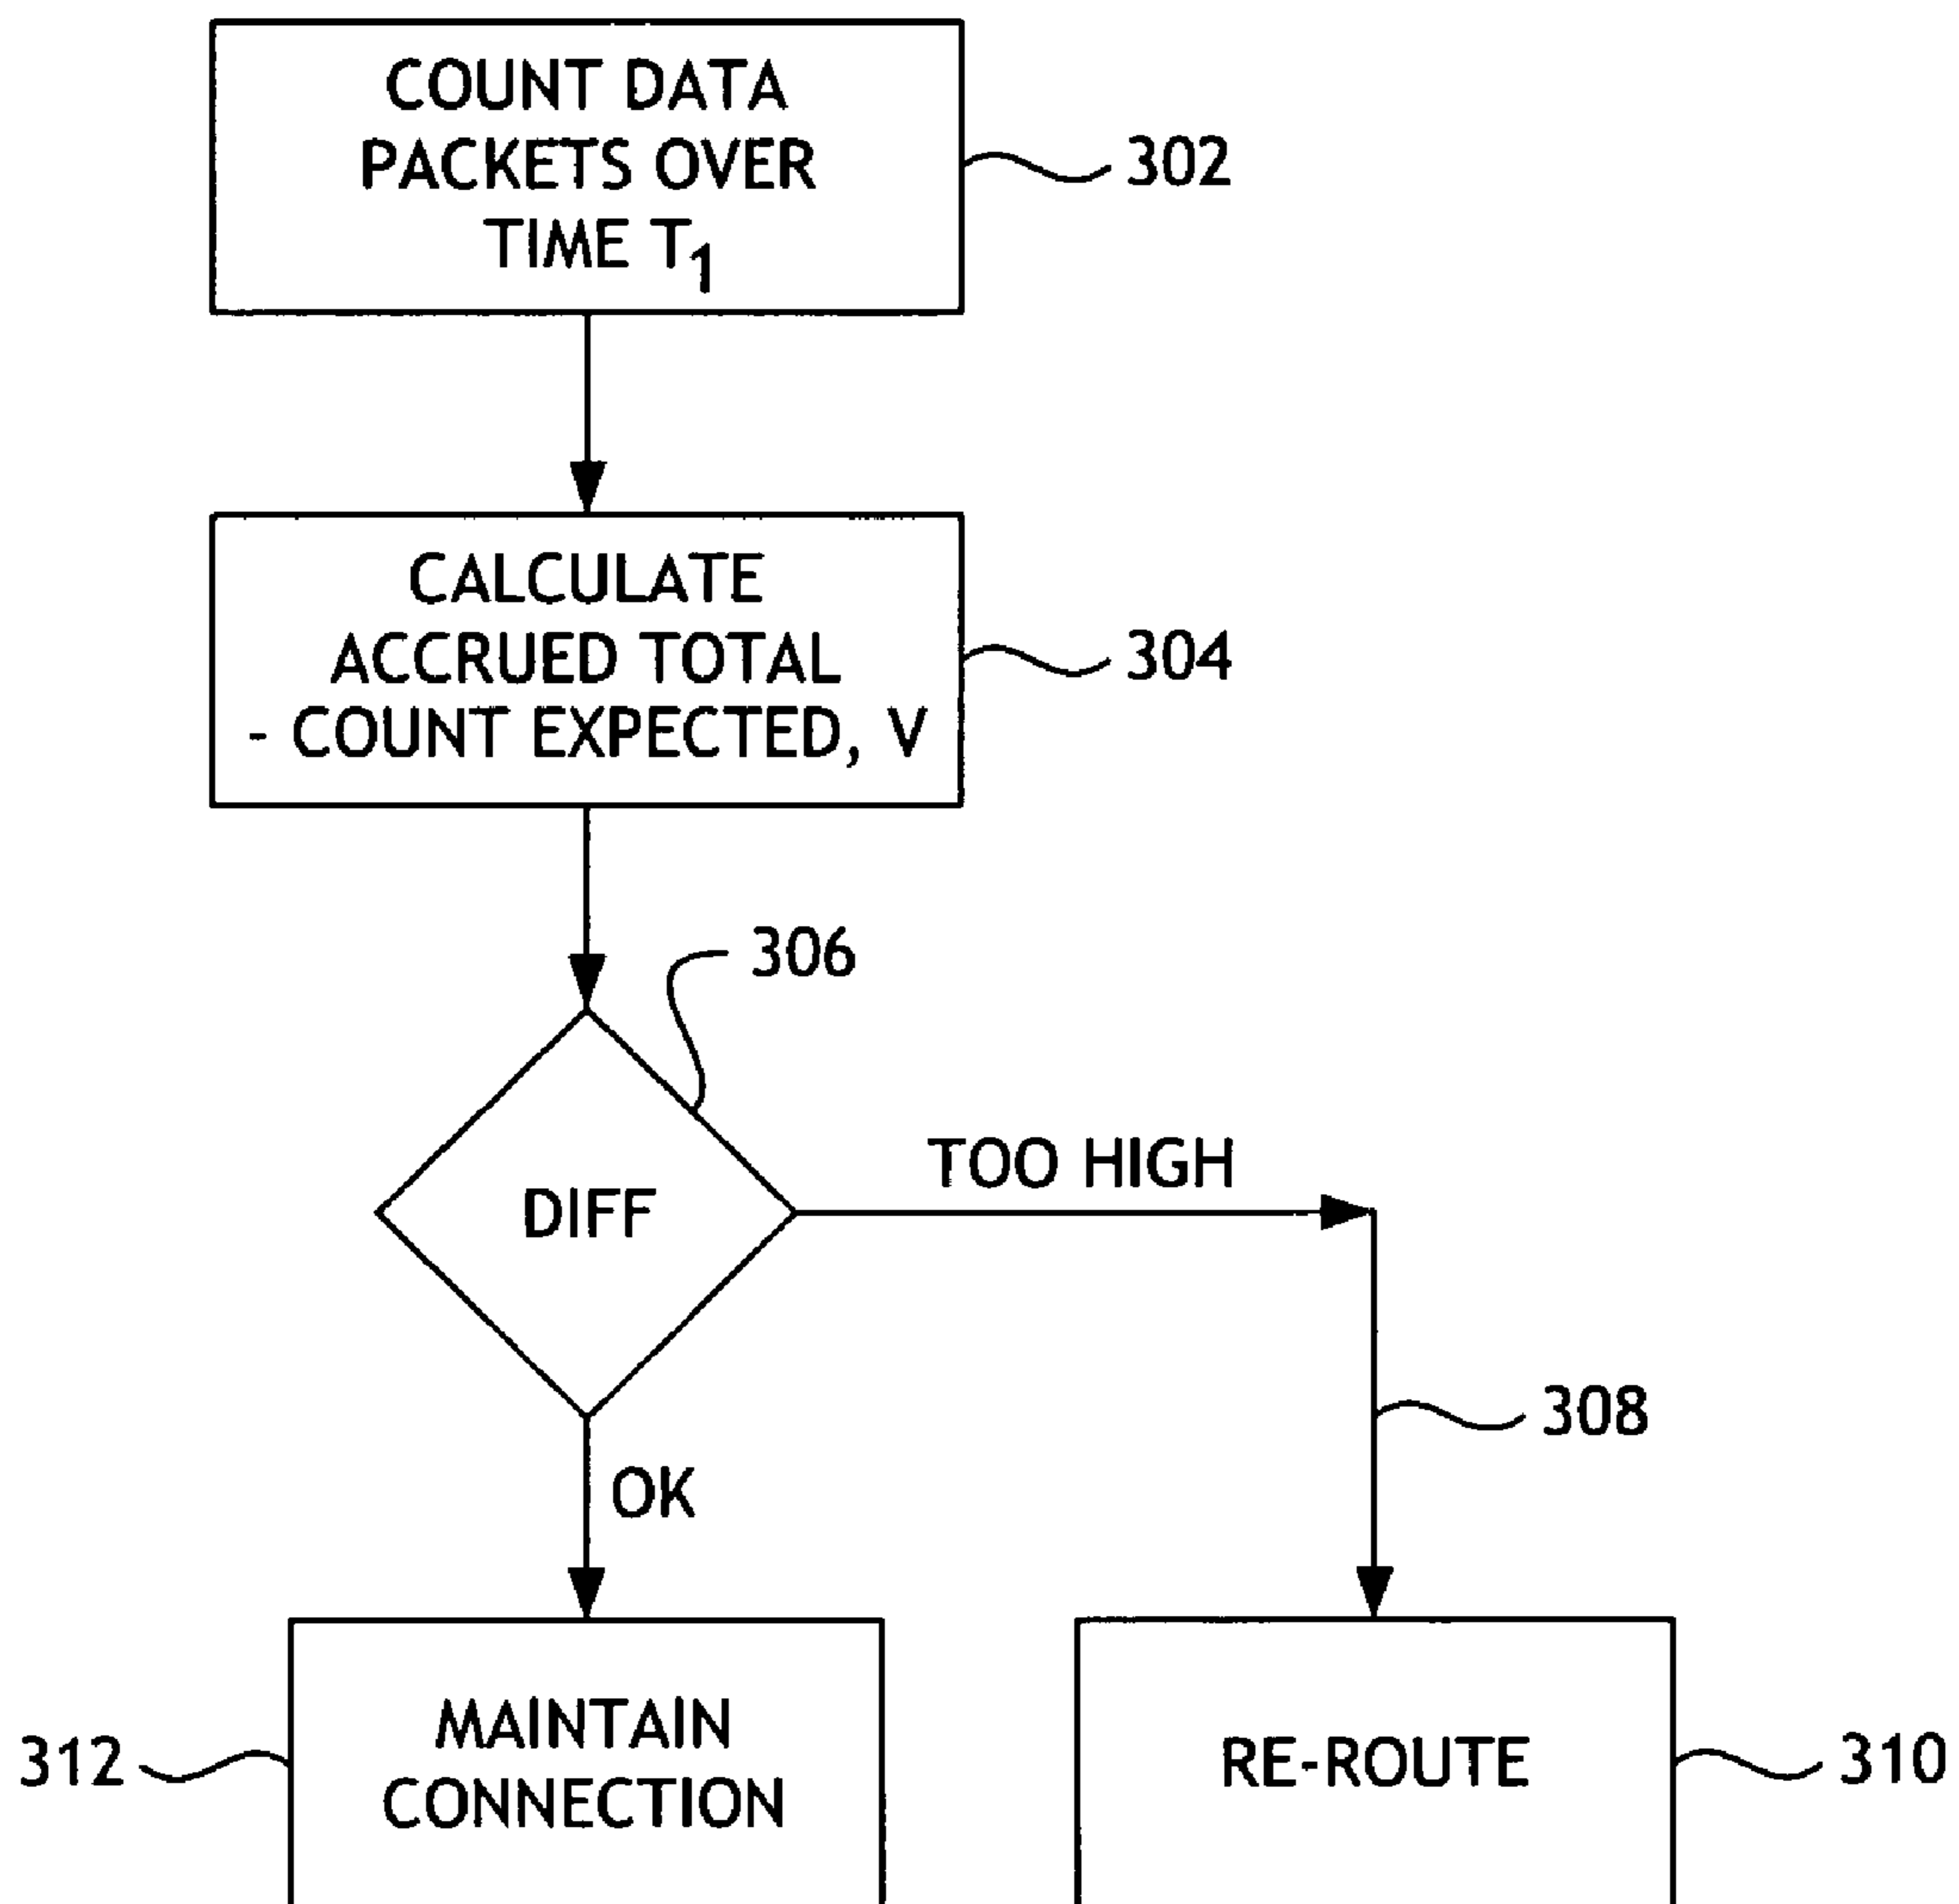 COUNT DATA
PACKETS OVER
TIME T1
302
CALCULATE
ACCRUED TOTAL
- COUNT EXPECTED, V
304
306
DIFF
TOO HIGH
308
OK
312
MAINTAIN
CONNECTION
RE-ROUTE
310